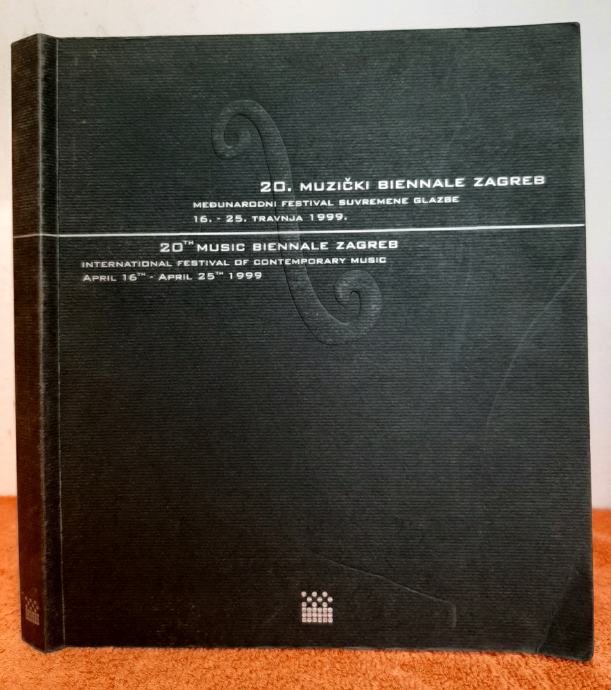 20. MUZIČKI BIENNALE ZAGREB
MEĐUNARODNI FESTIVAL SUVREMENE GLAZBE
16. - 25. TRAVNJA 1999.
20TH MUSIC BIENNALE ZAGREB
INTERNATIONAL FESTIVAL OF CONTEMPORARY MUSIC
APRIL 16TH - APRIL 25TH 1999